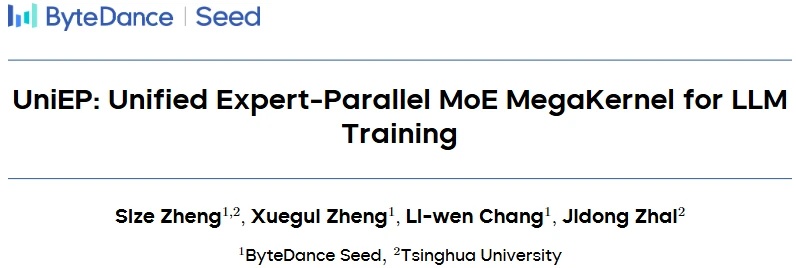 ByteDance | Seed
UniEP: Unified Expert-Parallel MoE MegaKernel for LLM
Training
Size Zheng1,2, Xuegui Zheng1, Li-wen Chang1, Jidong Zhai2
1ByteDance Seed, 2Tsinghua University